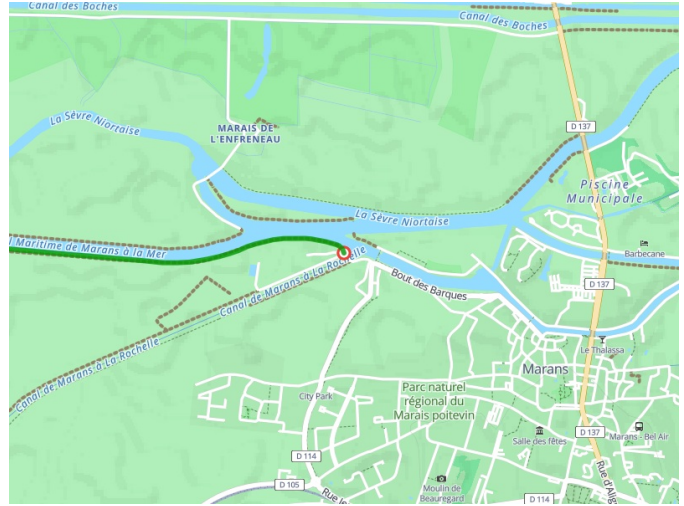 Canal des Boches
Canal des Boches
La Sèvre Niortaise
MARAIS DE
L'ENFRENEAU
D 137
Piscine
Municipale
La Sèvre Niortaise
l Maritime de Marans à la Mer
Barbecane
Canal de Marans à La Rochelle
Bout des Barques
D 137
Canal de Marans à La Rochelle
Le Thalassa
Marans
City Park
Parc naturel
régional du
Marais poitevin
Salle des fêtes
D 137
Marans - Bel Air
D 114
D 105
Rue le
Moulin de
Beauregard
D 114
Rue d'Alig